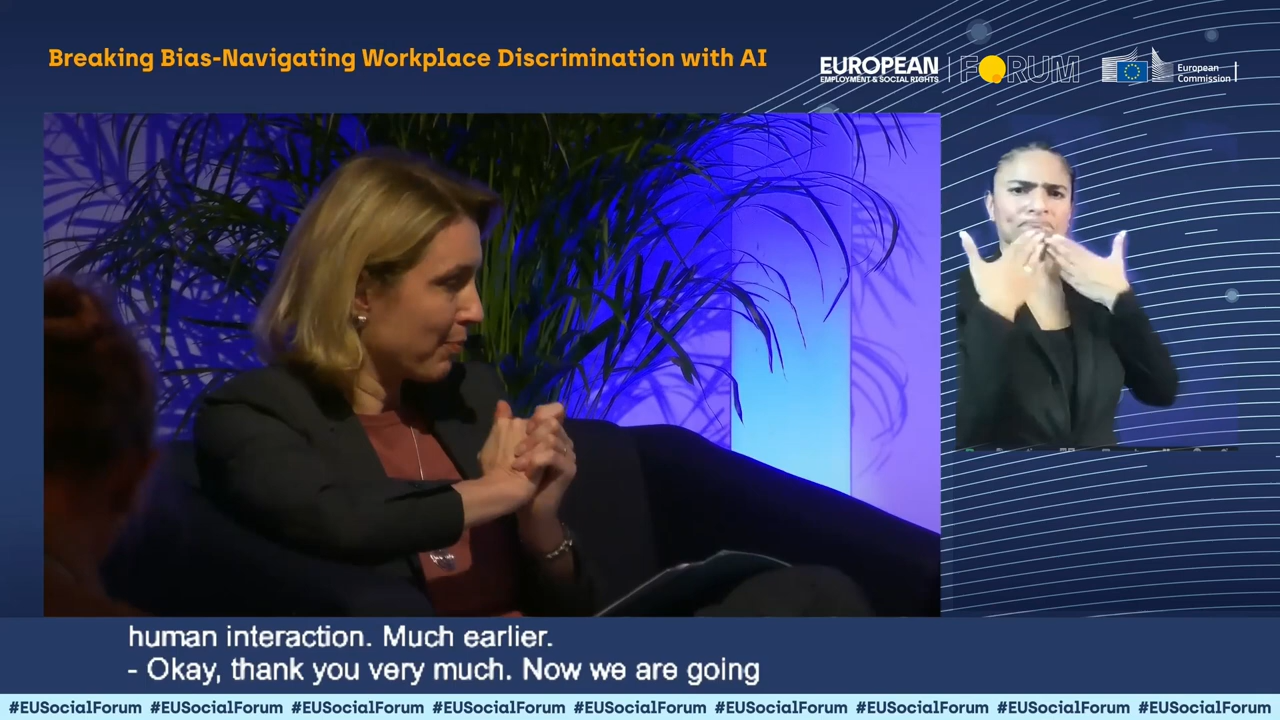 Breaking Bias-Navigating Workplace Discrimination with AI
EUROPEAN
EMPLOYMENT & SOCIAL RIGHTS
FORUM
European
Commission
human interaction. Much earlier.
- Okay, thank you very much. Now we are going
#EUSocialForum #EUSocialForum #EUSocialForum #EUSocialForum #EUSocialForum #EUSocialForum #EUSocialForum #EUSocialForum #EUSocialForum